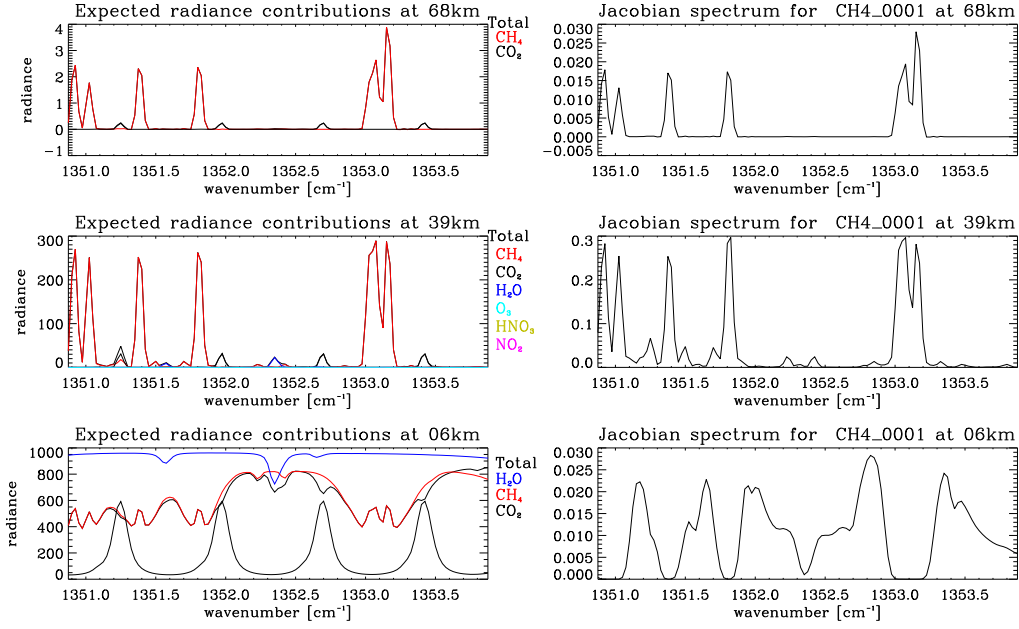 Expected radiance contributions at 68km
Total
CH₄
CO₂
4
3
2
1
0
−1
radiance
1351.0 1351.5 1352.0 1352.5 1353.0 1353.5
wavenumber [cm⁻¹]
Jacobian spectrum for CH4_0001 at 68km
0.030
0.025
0.020
0.015
0.010
0.005
0.000
−0.005
1351.0 1351.5 1352.0 1352.5 1353.0 1353.5
wavenumber [cm⁻¹]
Expected radiance contributions at 39km
Total
CH₄
CO₂
H₂O
O₃
HNO₃
NO₂
300
200
100
0
radiance
1351.0 1351.5 1352.0 1352.5 1353.0 1353.5
wavenumber [cm⁻¹]
Jacobian spectrum for CH4_0001 at 39km
0.3
0.2
0.1
0.0
1351.0 1351.5 1352.0 1352.5 1353.0 1353.5
wavenumber [cm⁻¹]
Expected radiance contributions at 06km
Total
H₂O
CH₄
CO₂
1000
800
600
400
200
0
radiance
1351.0 1351.5 1352.0 1352.5 1353.0 1353.5
wavenumber [cm⁻¹]
Jacobian spectrum for CH4_0001 at 06km
0.030
0.025
0.020
0.015
0.010
0.005
0.000
1351.0 1351.5 1352.0 1352.5 1353.0 1353.5
wavenumber [cm⁻¹]